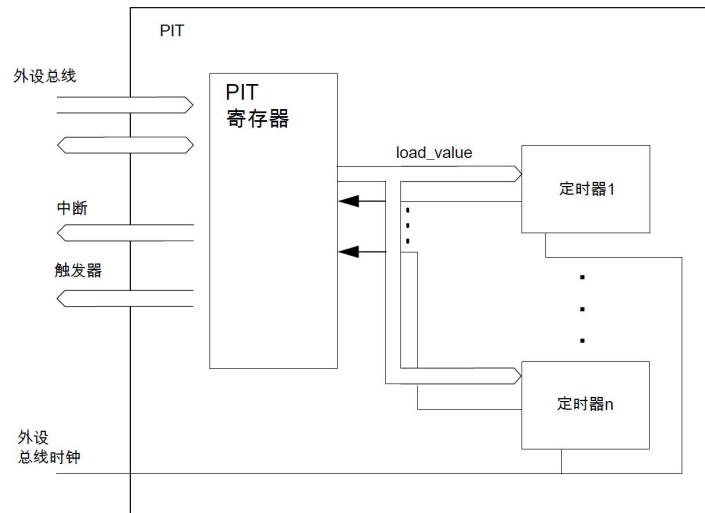 PIT
外设总线
PIT
寄存器
load_value
定时器1
中断
触发器
定时器n
外设
总线时钟